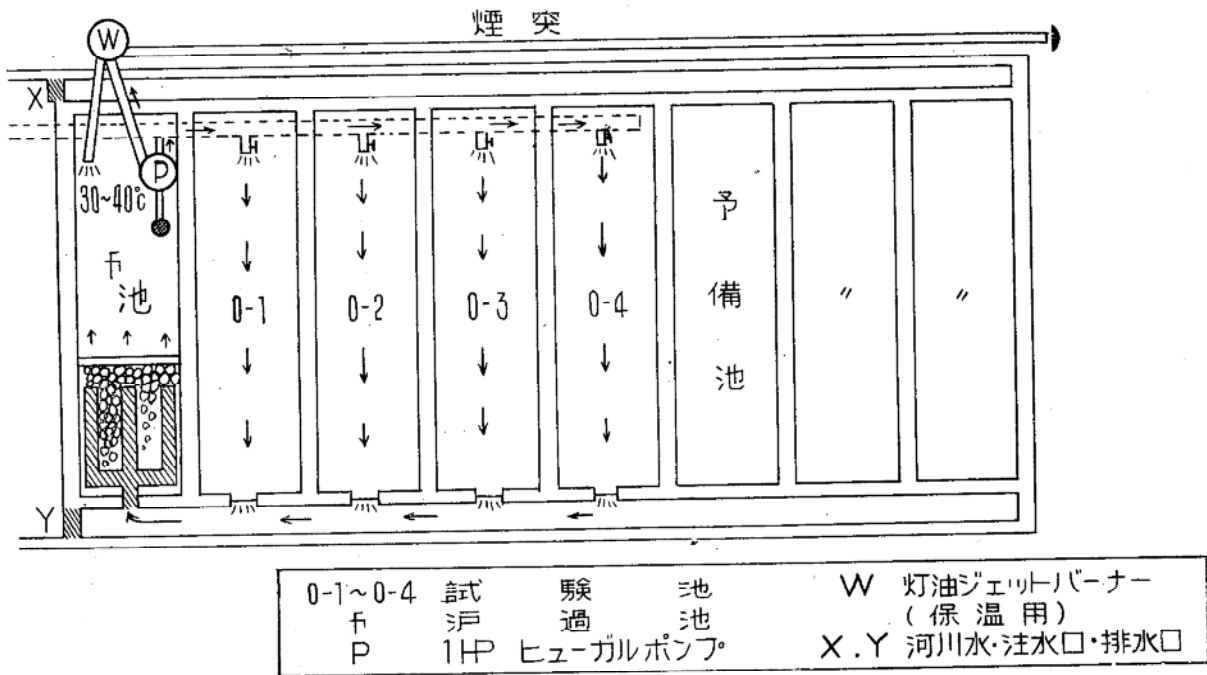 煙突
W
X
P
30~40℃
fi
池
0-1
0-2
0-3
0-4
予備池
〃
〃
Y
0-1~0-4 試験池
fi 沪過池
P 1HP ヒューガルポンプ
W 灯油ジェットバーナー
(保温用)
X.Y 河川水・注水口・排水口